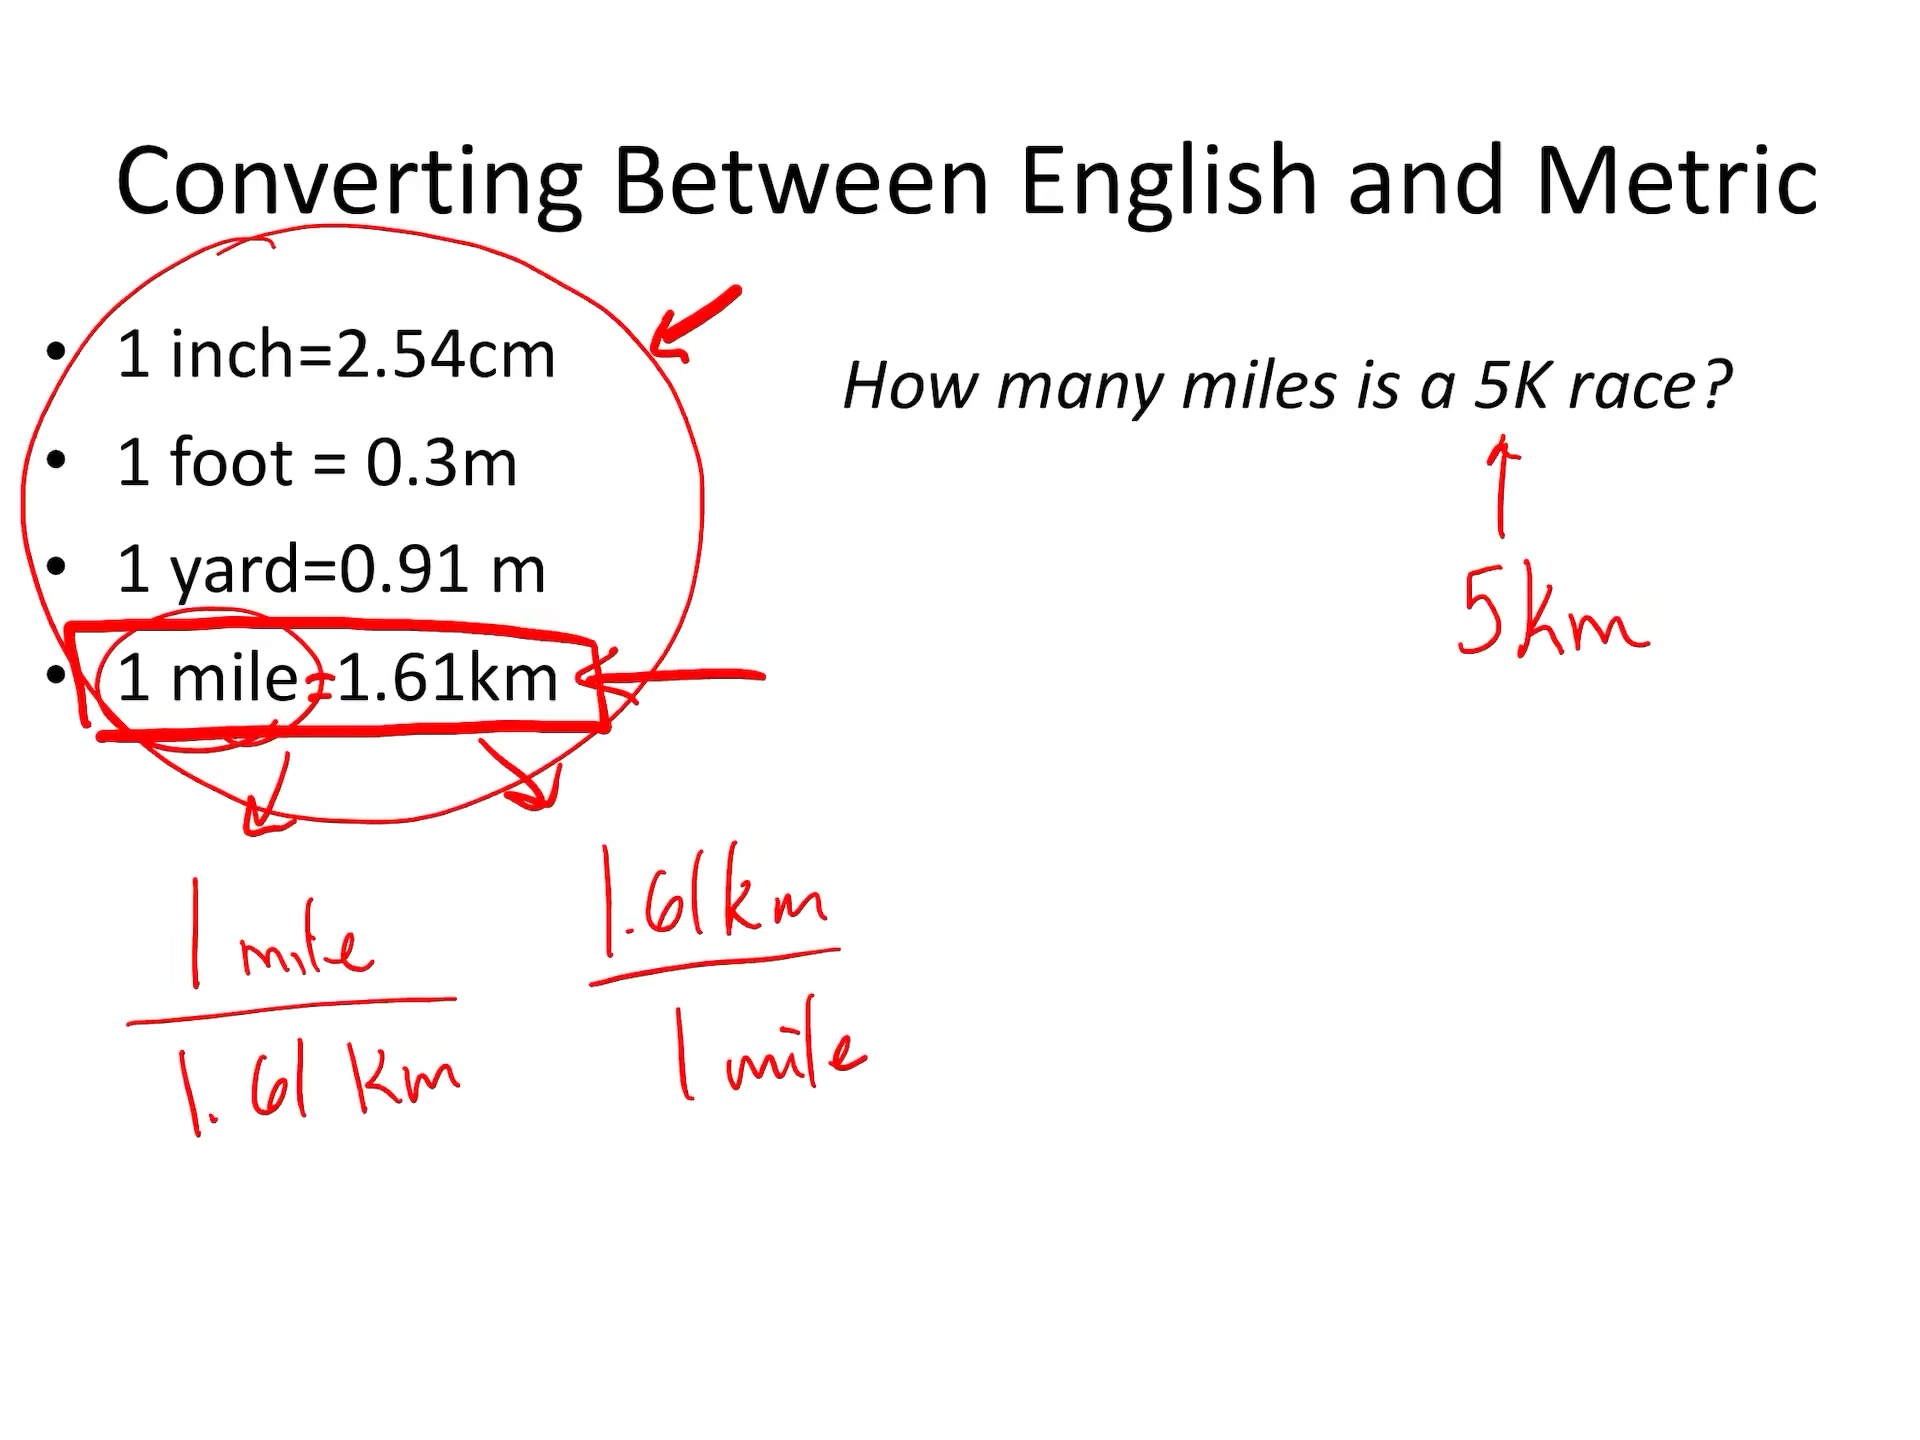 Converting Between English and Metric
• 1 inch=2.54cm
• 1 foot = 0.3m
• 1 yard=0.91 m
• 1 mile=1.61km
How many miles is a 5K race?
5km
1 mile
1.61 km
1.61km
1 mile